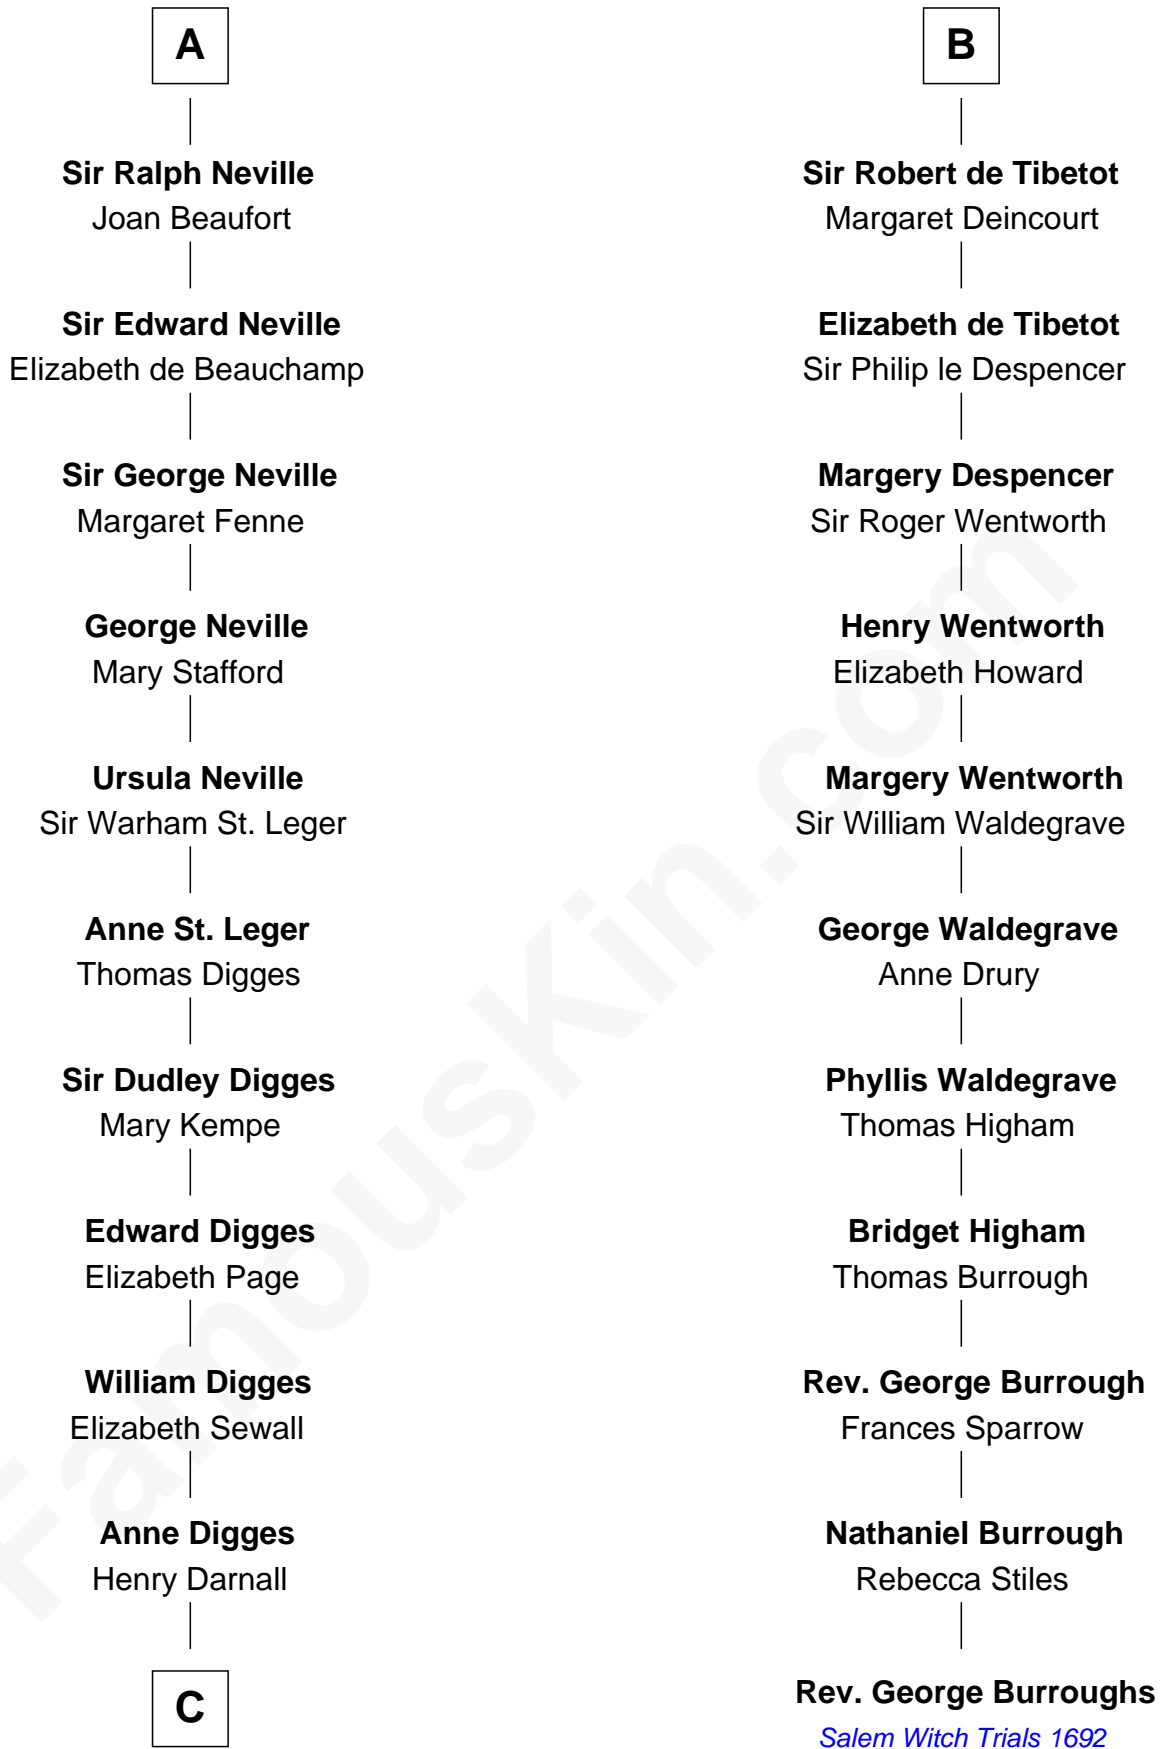 A
Sir Ralph Neville
Joan Beaufort
Sir Edward Neville
Elizabeth de Beauchamp
Sir George Neville
Margaret Fenne
George Neville
Mary Stafford
Ursula Neville
Sir Warham St. Leger
Anne St. Leger
Thomas Digges
Sir Dudley Digges
Mary Kempe
Edward Digges
Elizabeth Page
William Digges
Elizabeth Sewall
Anne Digges
Henry Darnall
C
B
Sir Robert de Tibetot
Margaret Deincourt
Elizabeth de Tibetot
Sir Philip le Despencer
Margery Despencer
Sir Roger Wentworth
Henry Wentworth
Elizabeth Howard
Margery Wentworth
Sir William Waldegrave
George Waldegrave
Anne Drury
Phyllis Waldegrave
Thomas Higham
Bridget Higham
Thomas Burrough
Rev. George Burrough
Frances Sparrow
Nathaniel Burrough
Rebecca Stiles
Rev. George Burroughs
Salem Witch Trials 1692
FamousKin.com